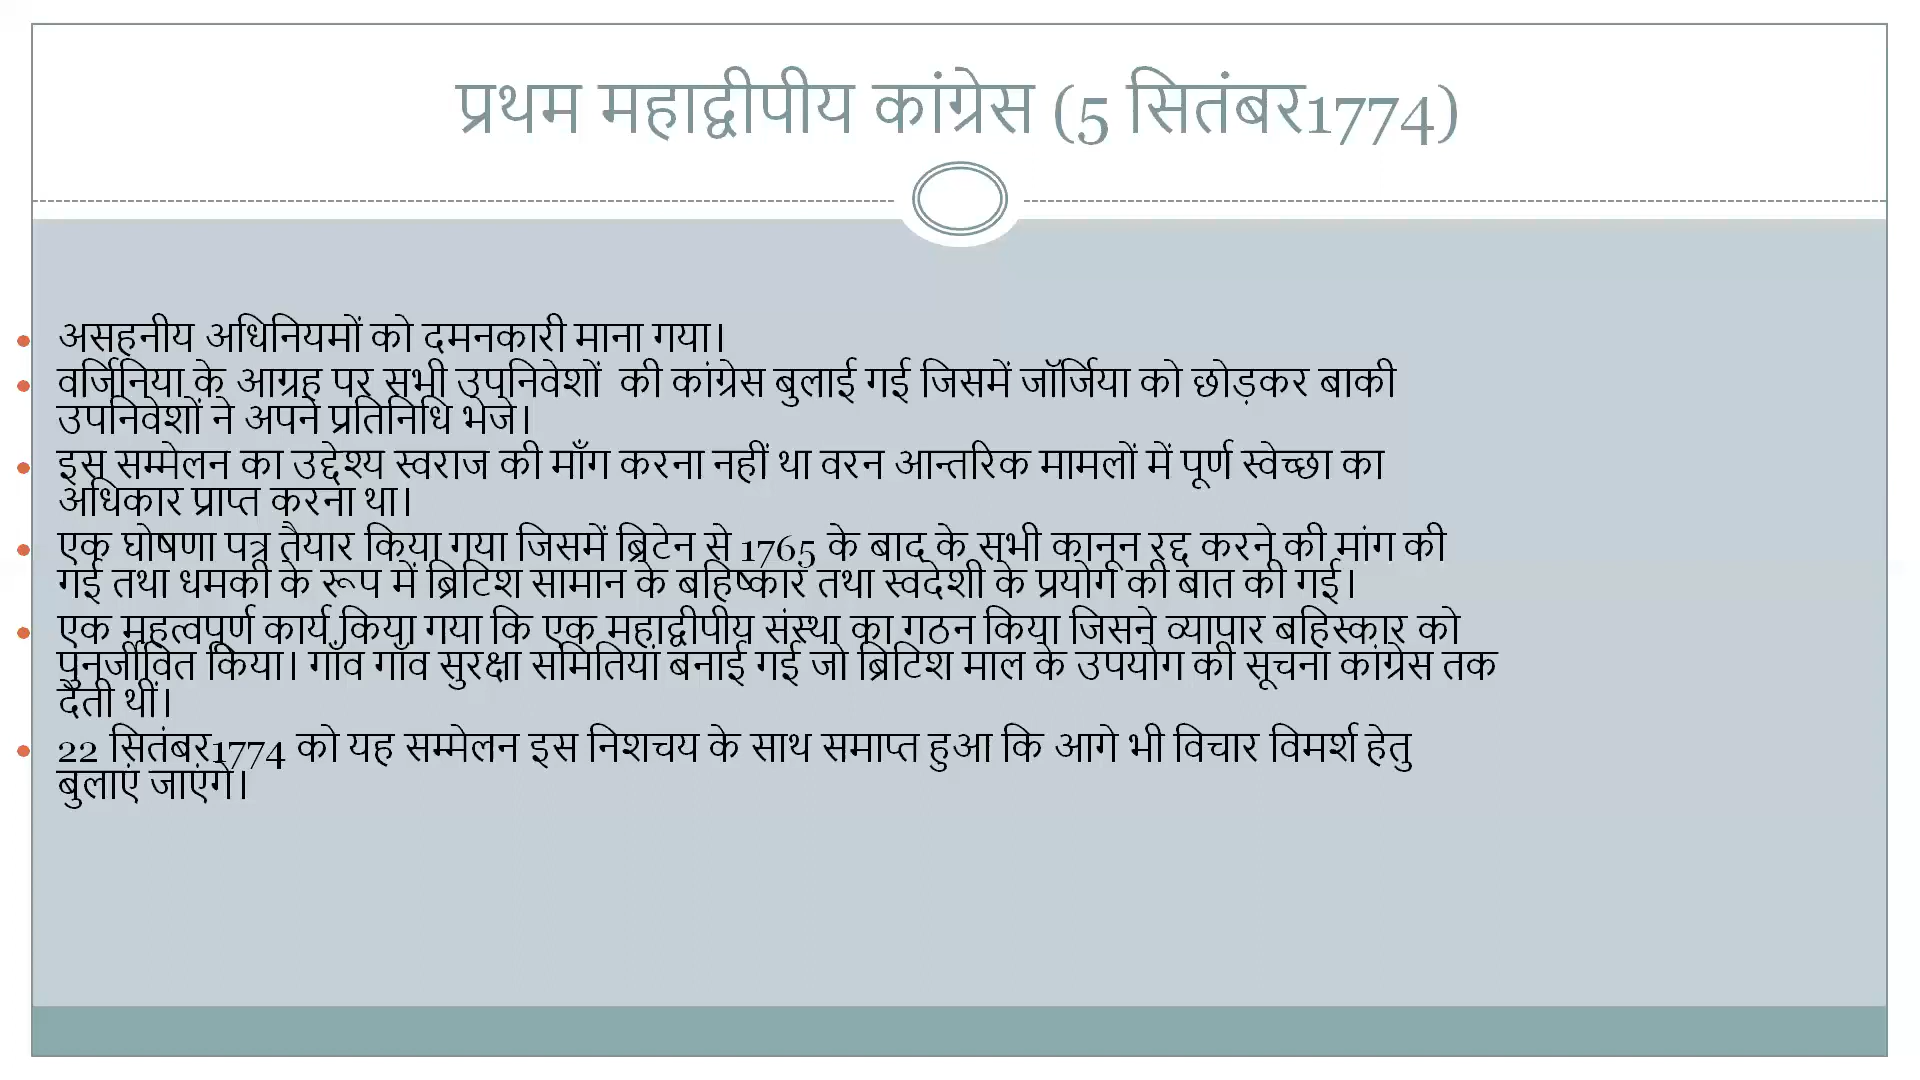 प्रथम महाद्वीपीय कांग्रेस (5 सितंबर1774)
• असहनीय अधिनियमों को दमनकारी माना गया।
• वर्जिनिया के आग्रह पर सभी उपनिवेशों की कांग्रेस बुलाई गई जिसमें जॉर्जिया को छोड़कर बाकी
उपनिवेशों ने अपने प्रतिनिधि भेजे।
• इस सम्मेलन का उद्देश्य स्वराज की माँग करना नहीं था वरन आन्तरिक मामलों में पूर्ण स्वेच्छा का
अधिकार प्राप्त करना था।
• एक घोषणा पत्र तैयार किया गया जिसमें ब्रिटेन से 1765 के बाद के सभी कानून रद्द करने की मांग की
गई तथा धमकी के रूप में ब्रिटिश सामान के बहिष्कार तथा स्वदेशी के प्रयोग की बात की गई।
• एक महत्वपूर्ण कार्य किया गया कि एक महाद्वीपीय संस्था का गठन किया जिसने व्यापार बहिस्कार को
पुनर्जीवित किया। गाँव गाँव सुरक्षा समितियां बनाई गई जो ब्रिटिश माल के उपयोग की सूचना कांग्रेस तक
देती थीं।
• 22 सितंबर1774 को यह सम्मेलन इस निशचय के साथ समाप्त हुआ कि आगे भी विचार विमर्श हेतु
बुलाएं जाएंगे।